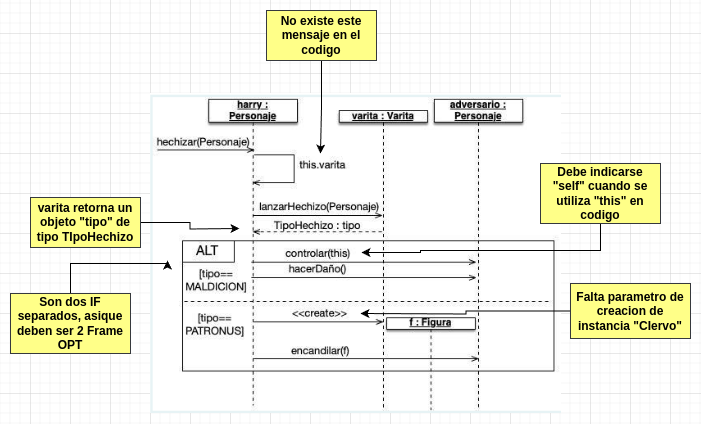 No existe este
mensaje en el
codigo
harry :
Personaje
varita : Varita
adversario :
Personaje
hechizar(Personaje)
this.varita
Debe indicarse
"self" cuando se
utiliza "this" en
codigo
varita retorna un
objeto "tipo" de
tipo TIpoHechizo
lanzarHechizo(Personaje)
TipoHechizo : tipo
ALT
controlar(this)
[tipo==
MALDICION]
hacerDaño()
Son dos IF
separados, asique
deben ser 2 Frame
OPT
Falta parametro de
creacion de
instancia "CIervo"
[tipo==
PATRONUS]
<<create>>
f : Figura
encandilar(f)